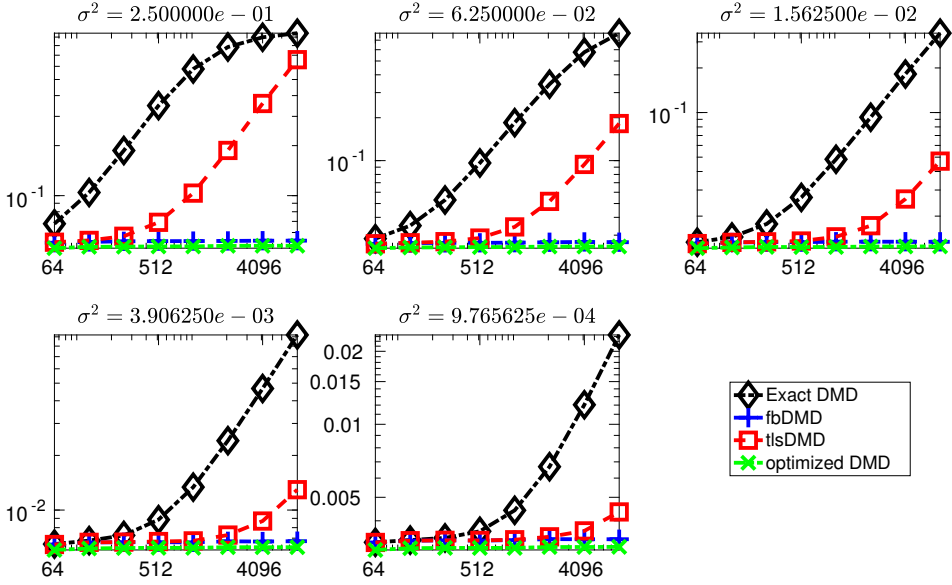 σ² = 2.500000e − 01
10⁻¹
64
512
4096
σ² = 6.250000e − 02
10⁻¹
64
512
4096
σ² = 1.562500e − 02
10⁻¹
64
512
4096
σ² = 3.906250e − 03
10⁻²
64
512
4096
σ² = 9.765625e − 04
0.02
0.015
0.01
0.005
64
512
4096
Exact DMD
fbDMD
tlsDMD
optimized DMD